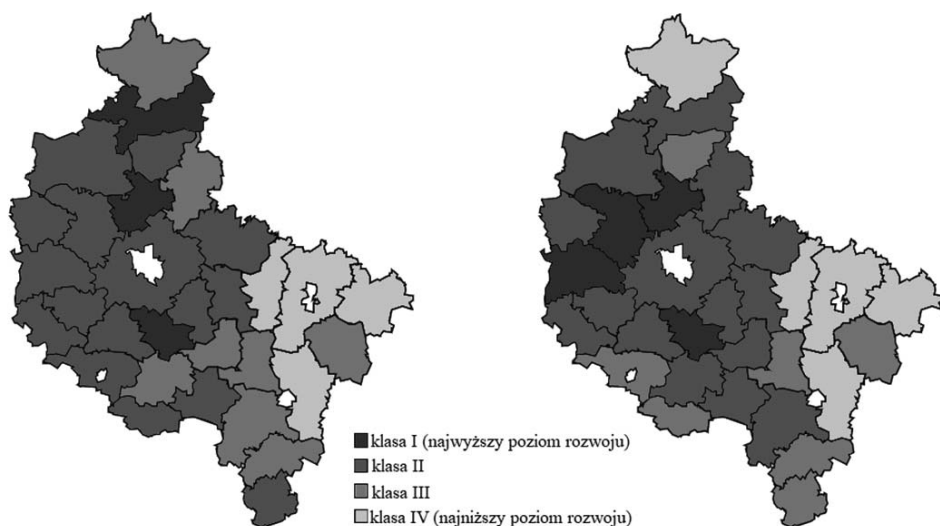 klasa I (najwyższy poziom rozwoju)
klasa II
klasa III
klasa IV (najniższy poziom rozwoju)